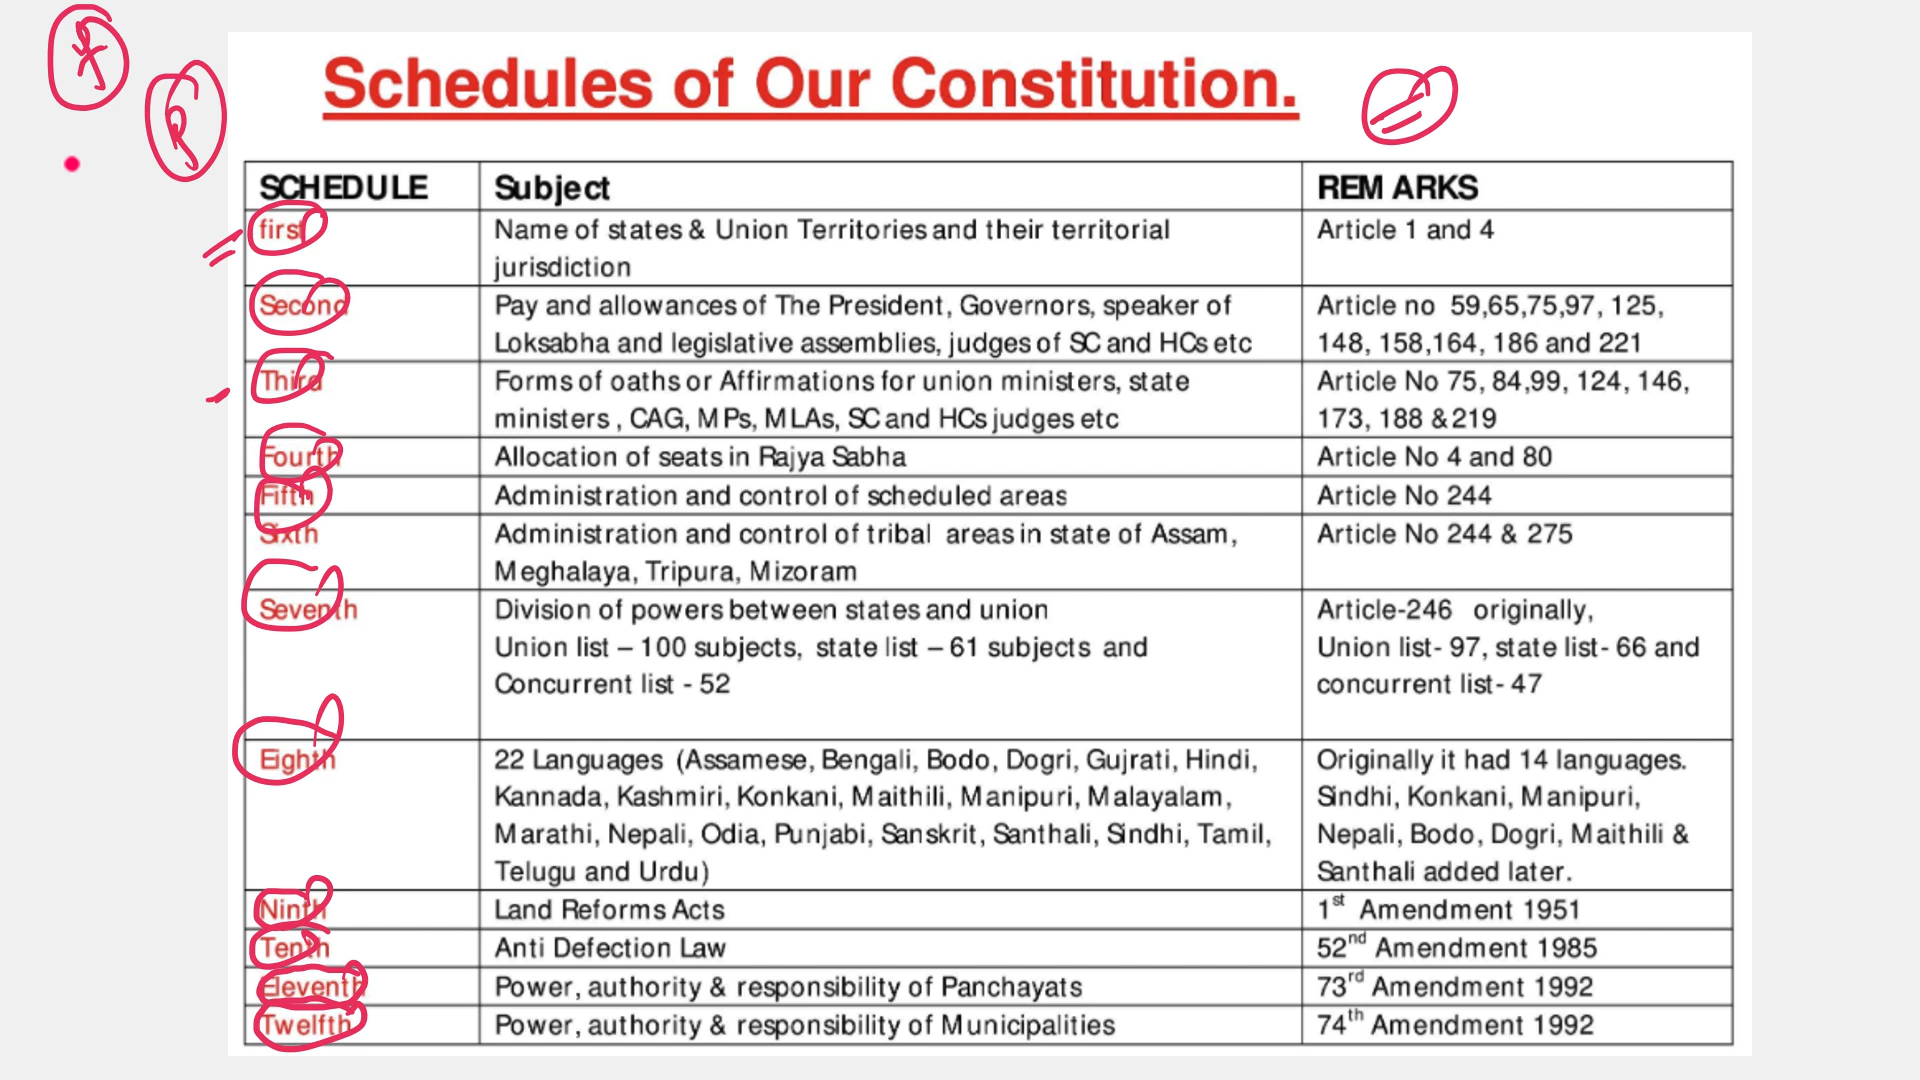 Schedules of Our Constitution.
SCHEDULE Subject REMARKS
first Name of states & Union Territories and their territorial Article 1 and 4
jurisdiction
Second Pay and allowances of The President, Governors, speaker of Article no 59,65,75,97, 125,
Loksabha and legislative assemblies, judges of SC and HCs etc 148, 158,164, 186 and 221
Third Forms of oaths or Affirmations for union ministers, state Article No 75, 84,99, 124, 146,
ministers , CAG, MPs, MLAs, SC and HCs judges etc 173, 188 &219
Fourth Allocation of seats in Rajya Sabha Article No 4 and 80
Fifth Administration and control of scheduled areas Article No 244
Sixth Administration and control of tribal areas in state of Assam, Article No 244 & 275
Meghalaya, Tripura, Mizoram
Seventh Division of powers between states and union Article-246 originally,
Union list – 100 subjects, state list – 61 subjects and Union list- 97, state list- 66 and
Concurrent list - 52 concurrent list- 47
Eighth 22 Languages (Assamese, Bengali, Bodo, Dogri, Gujrati, Hindi, Originally it had 14 languages.
Kannada, Kashmiri, Konkani, Maithili, Manipuri, Malayalam, Sindhi, Konkani, Manipuri,
Marathi, Nepali, Odia, Punjabi, Sanskrit, Santhali, Sindhi, Tamil, Nepali, Bodo, Dogri, Maithili &
Telugu and Urdu) Santhali added later.
Ninth Land Reforms Acts 1st Amendment 1951
Tenth Anti Defection Law 52nd Amendment 1985
Eleventh Power, authority & responsibility of Panchayats 73rd Amendment 1992
Twelfth Power, authority & responsibility of Municipalities 74th Amendment 1992